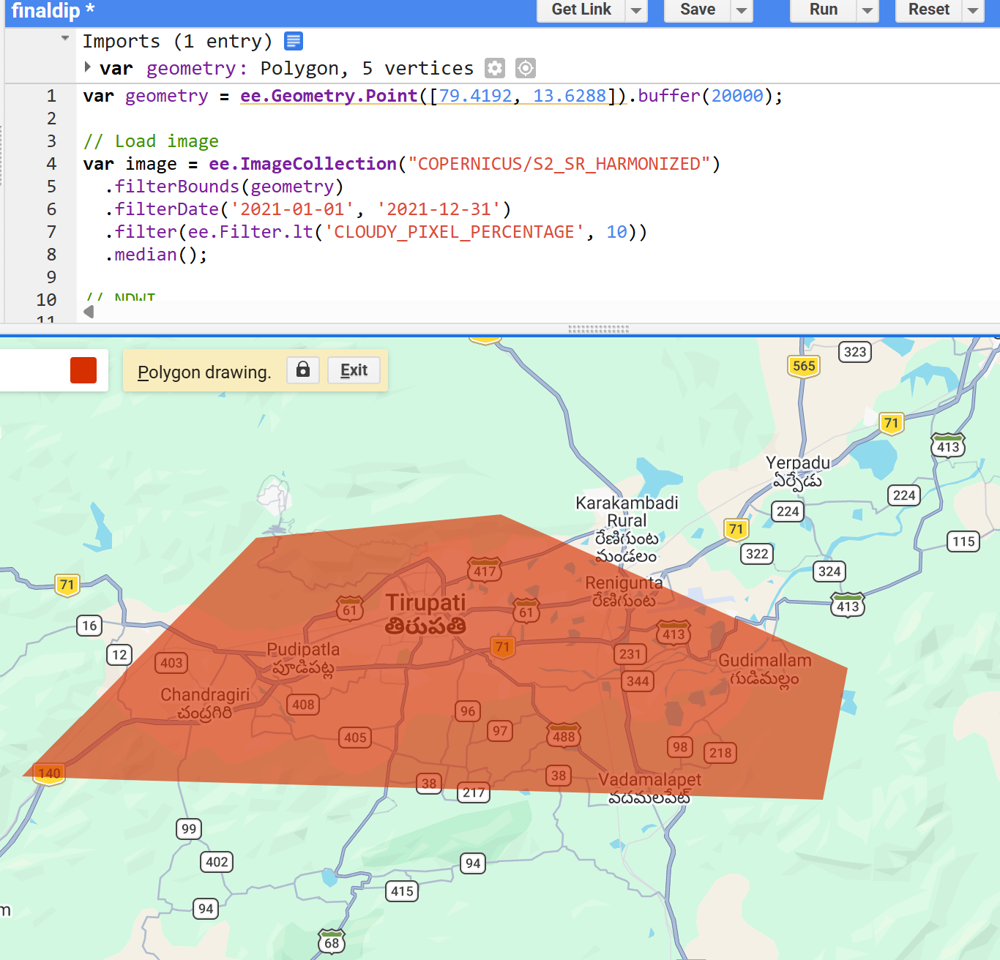 finaldip *
Get Link
Save
Run
Reset
Imports (1 entry)
var geometry: Polygon, 5 vertices
1 var geometry = ee.Geometry.Point([79.4192, 13.6288]).buffer(20000);
2
3 // Load image
4 var image = ee.ImageCollection("COPERNICUS/S2_SR_HARMONIZED")
5 .filterBounds(geometry)
6 .filterDate('2021-01-01', '2021-12-31')
7 .filter(ee.Filter.lt('CLOUDY_PIXEL_PERCENTAGE', 10))
8 .median();
9
10 // NDWI
11
Polygon drawing.
Exit
323
565
71
413
Yerpadu
ఏర్పేడు
224
224
Karakambadi
Rural
రేణిగుంట
మండలం
71
115
322
324
413
71
417
Renigunta
రేణిగుంట
Tirupati
తిరుపతి
61
61
16
12
403
Pudipatla
పూడిపట్ల
71
413
231
Gudimallam
గుడిమల్లం
344
Chandragiri
చంద్రగిరి
408
96
97
405
488
98
218
140
38
217
38
Vadamalapet
వదమలపేట్
99
402
94
415
94
m
68